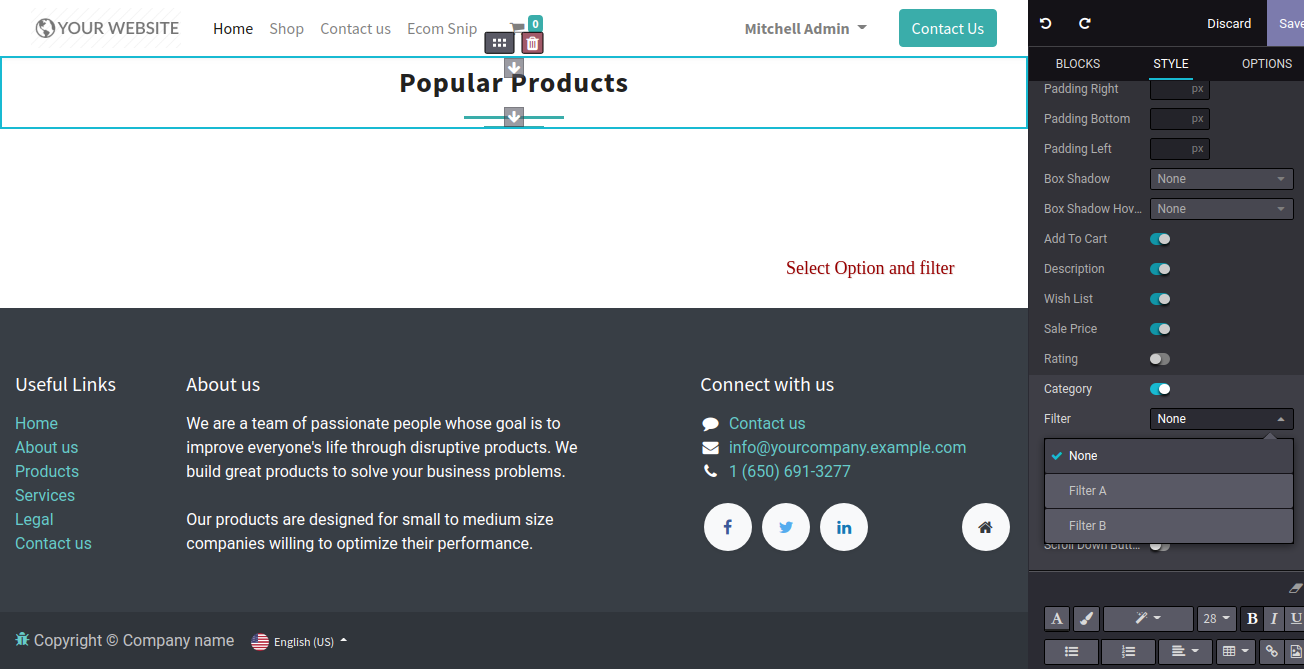 YOUR WEBSITE
Home Shop Contact us Ecom Snip 0 Mitchell Admin Contact Us
Popular Products
Select Option and filter
Useful Links
Home
About us
Products
Services
Legal
Contact us
About us
We are a team of passionate people whose goal is to
improve everyone's life through disruptive products. We
build great products to solve your business problems.
Our products are designed for small to medium size
companies willing to optimize their performance.
Connect with us
Contact us
info@yourcompany.example.com
1 (650) 691-3277
Copyright © Company name English (US)
Discard Save
BLOCKS STYLE OPTIONS
Padding Right px
Padding Bottom px
Padding Left px
Box Shadow None
Box Shadow Hov... None
Add To Cart
Description
Wish List
Sale Price
Rating
Category
Filter None
None
Filter A
Filter B
Scroll Down Butt...
A 28 B I U